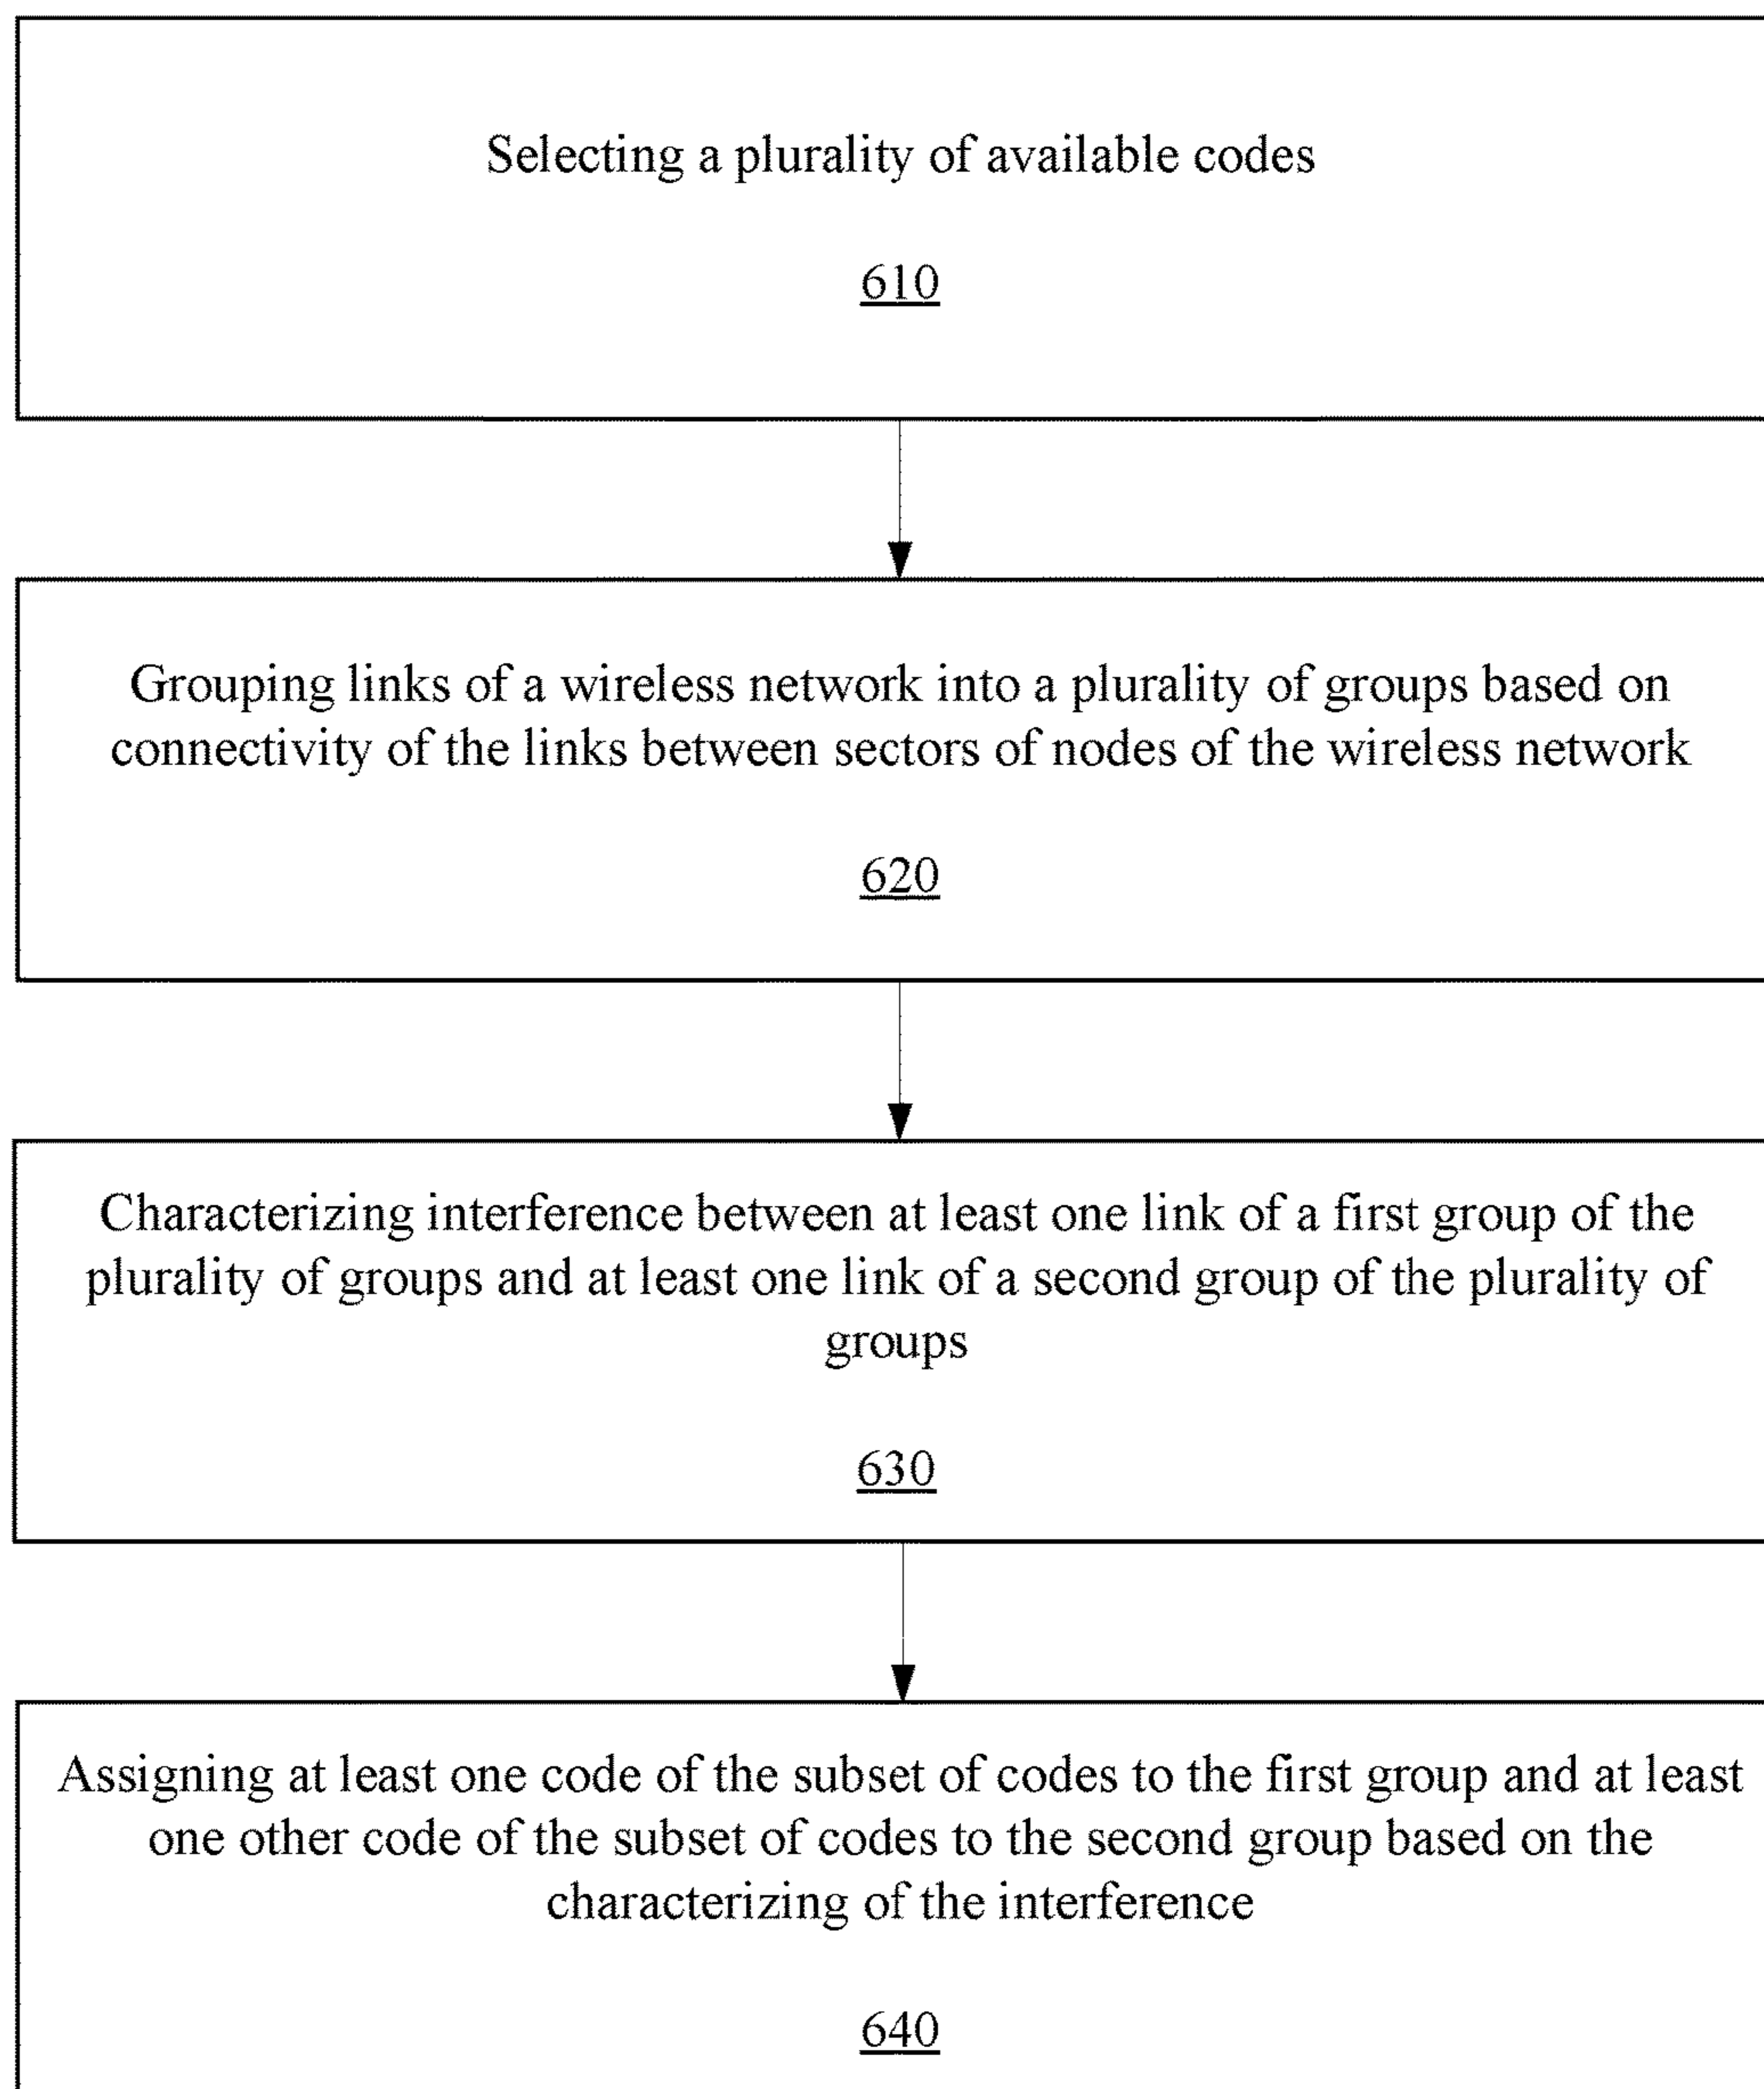 Selecting a plurality of available codes
610
Grouping links of a wireless network into a plurality of groups based on
connectivity of the links between sectors of nodes of the wireless network
620
Characterizing interference between at least one link of a first group of the
plurality of groups and at least one link of a second group of the plurality of
groups
630
Assigning at least one code of the subset of codes to the first group and at least
one other code of the subset of codes to the second group based on the
characterizing of the interference
640